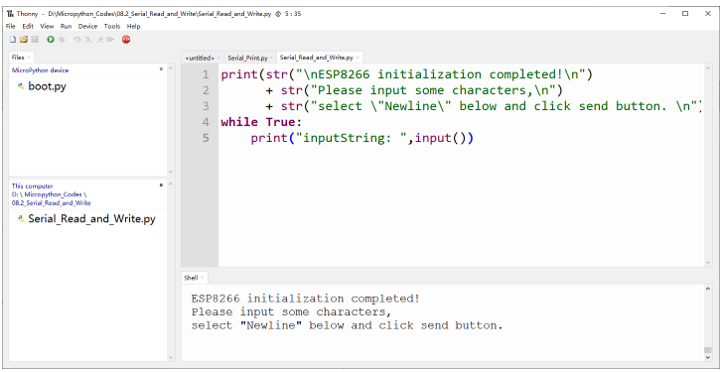 Thonny - D:\Micropython_Codes\08.2_Serial_Read_and_Write\Serial_Read_and_Write.py @ 5 : 35
File Edit View Run Device Tools Help
Files
MicroPython device
boot.py
This computer
D: \ Micropython_Codes \
08.2_Serial_Read_and_Write
Serial_Read_and_Write.py
<untitled> Serial_Print.py Serial_Read_and_Write.py
1 print(str("\nESP8266 initialization completed!\n")
2 + str("Please input some characters,\n")
3 + str("select \"Newline\" below and click send button. \n")
4 while True:
5 print("inputString: ",input())
Shell
ESP8266 initialization completed!
Please input some characters,
select "Newline" below and click send button.